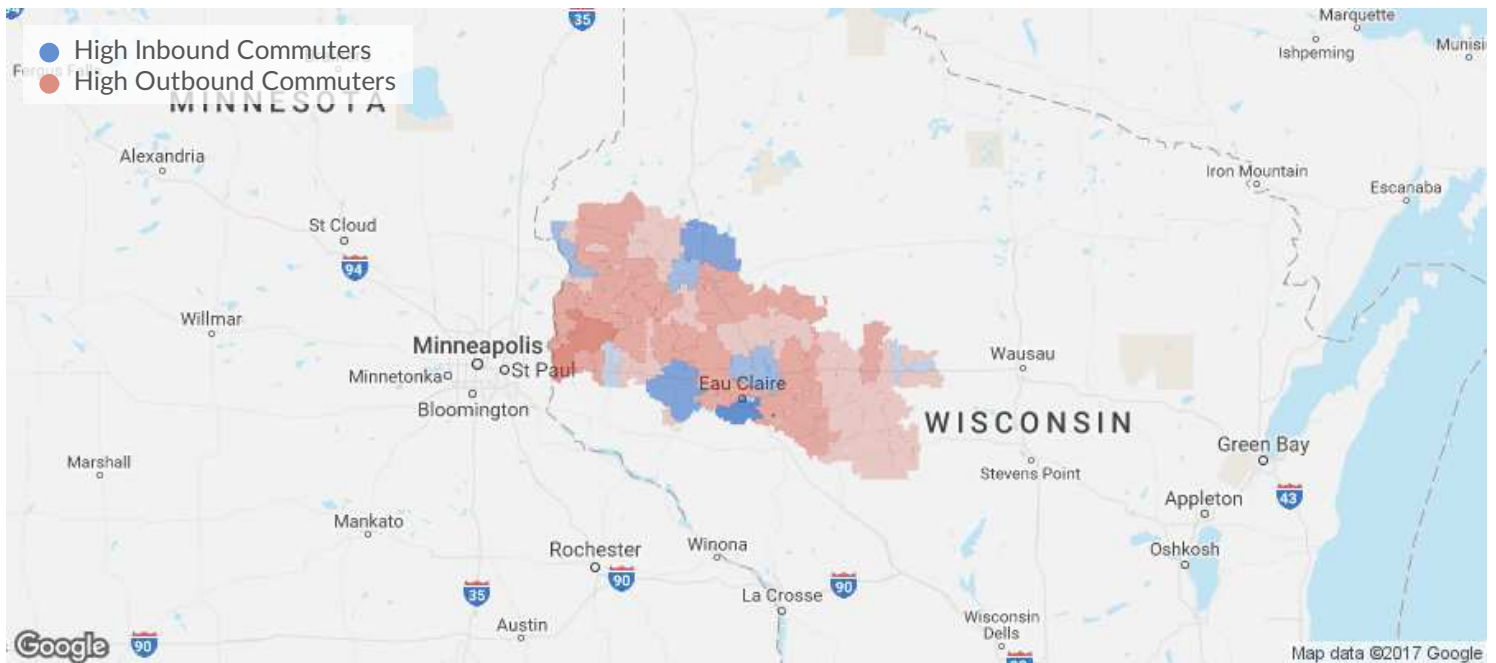 35
Marquette
High Inbound Commuters
Ishpeming
High Outbound Commuters
MINNESOTA
Alexandria
Iron Mountain
Escanaba
St Cloud
94
Willmar
Minneapolis
St Paul
Minnetonka
Bloomington
Eau Claire
Wausau
WISCONSIN
Green Bay
Marshall
Stevens Point
43
Appleton
Mankato
Oshkosh
Rochester
Winona
90
35
90
La Crosse
Wisconsin
Dells
Austin
Google
90
Map data ©2017 Google